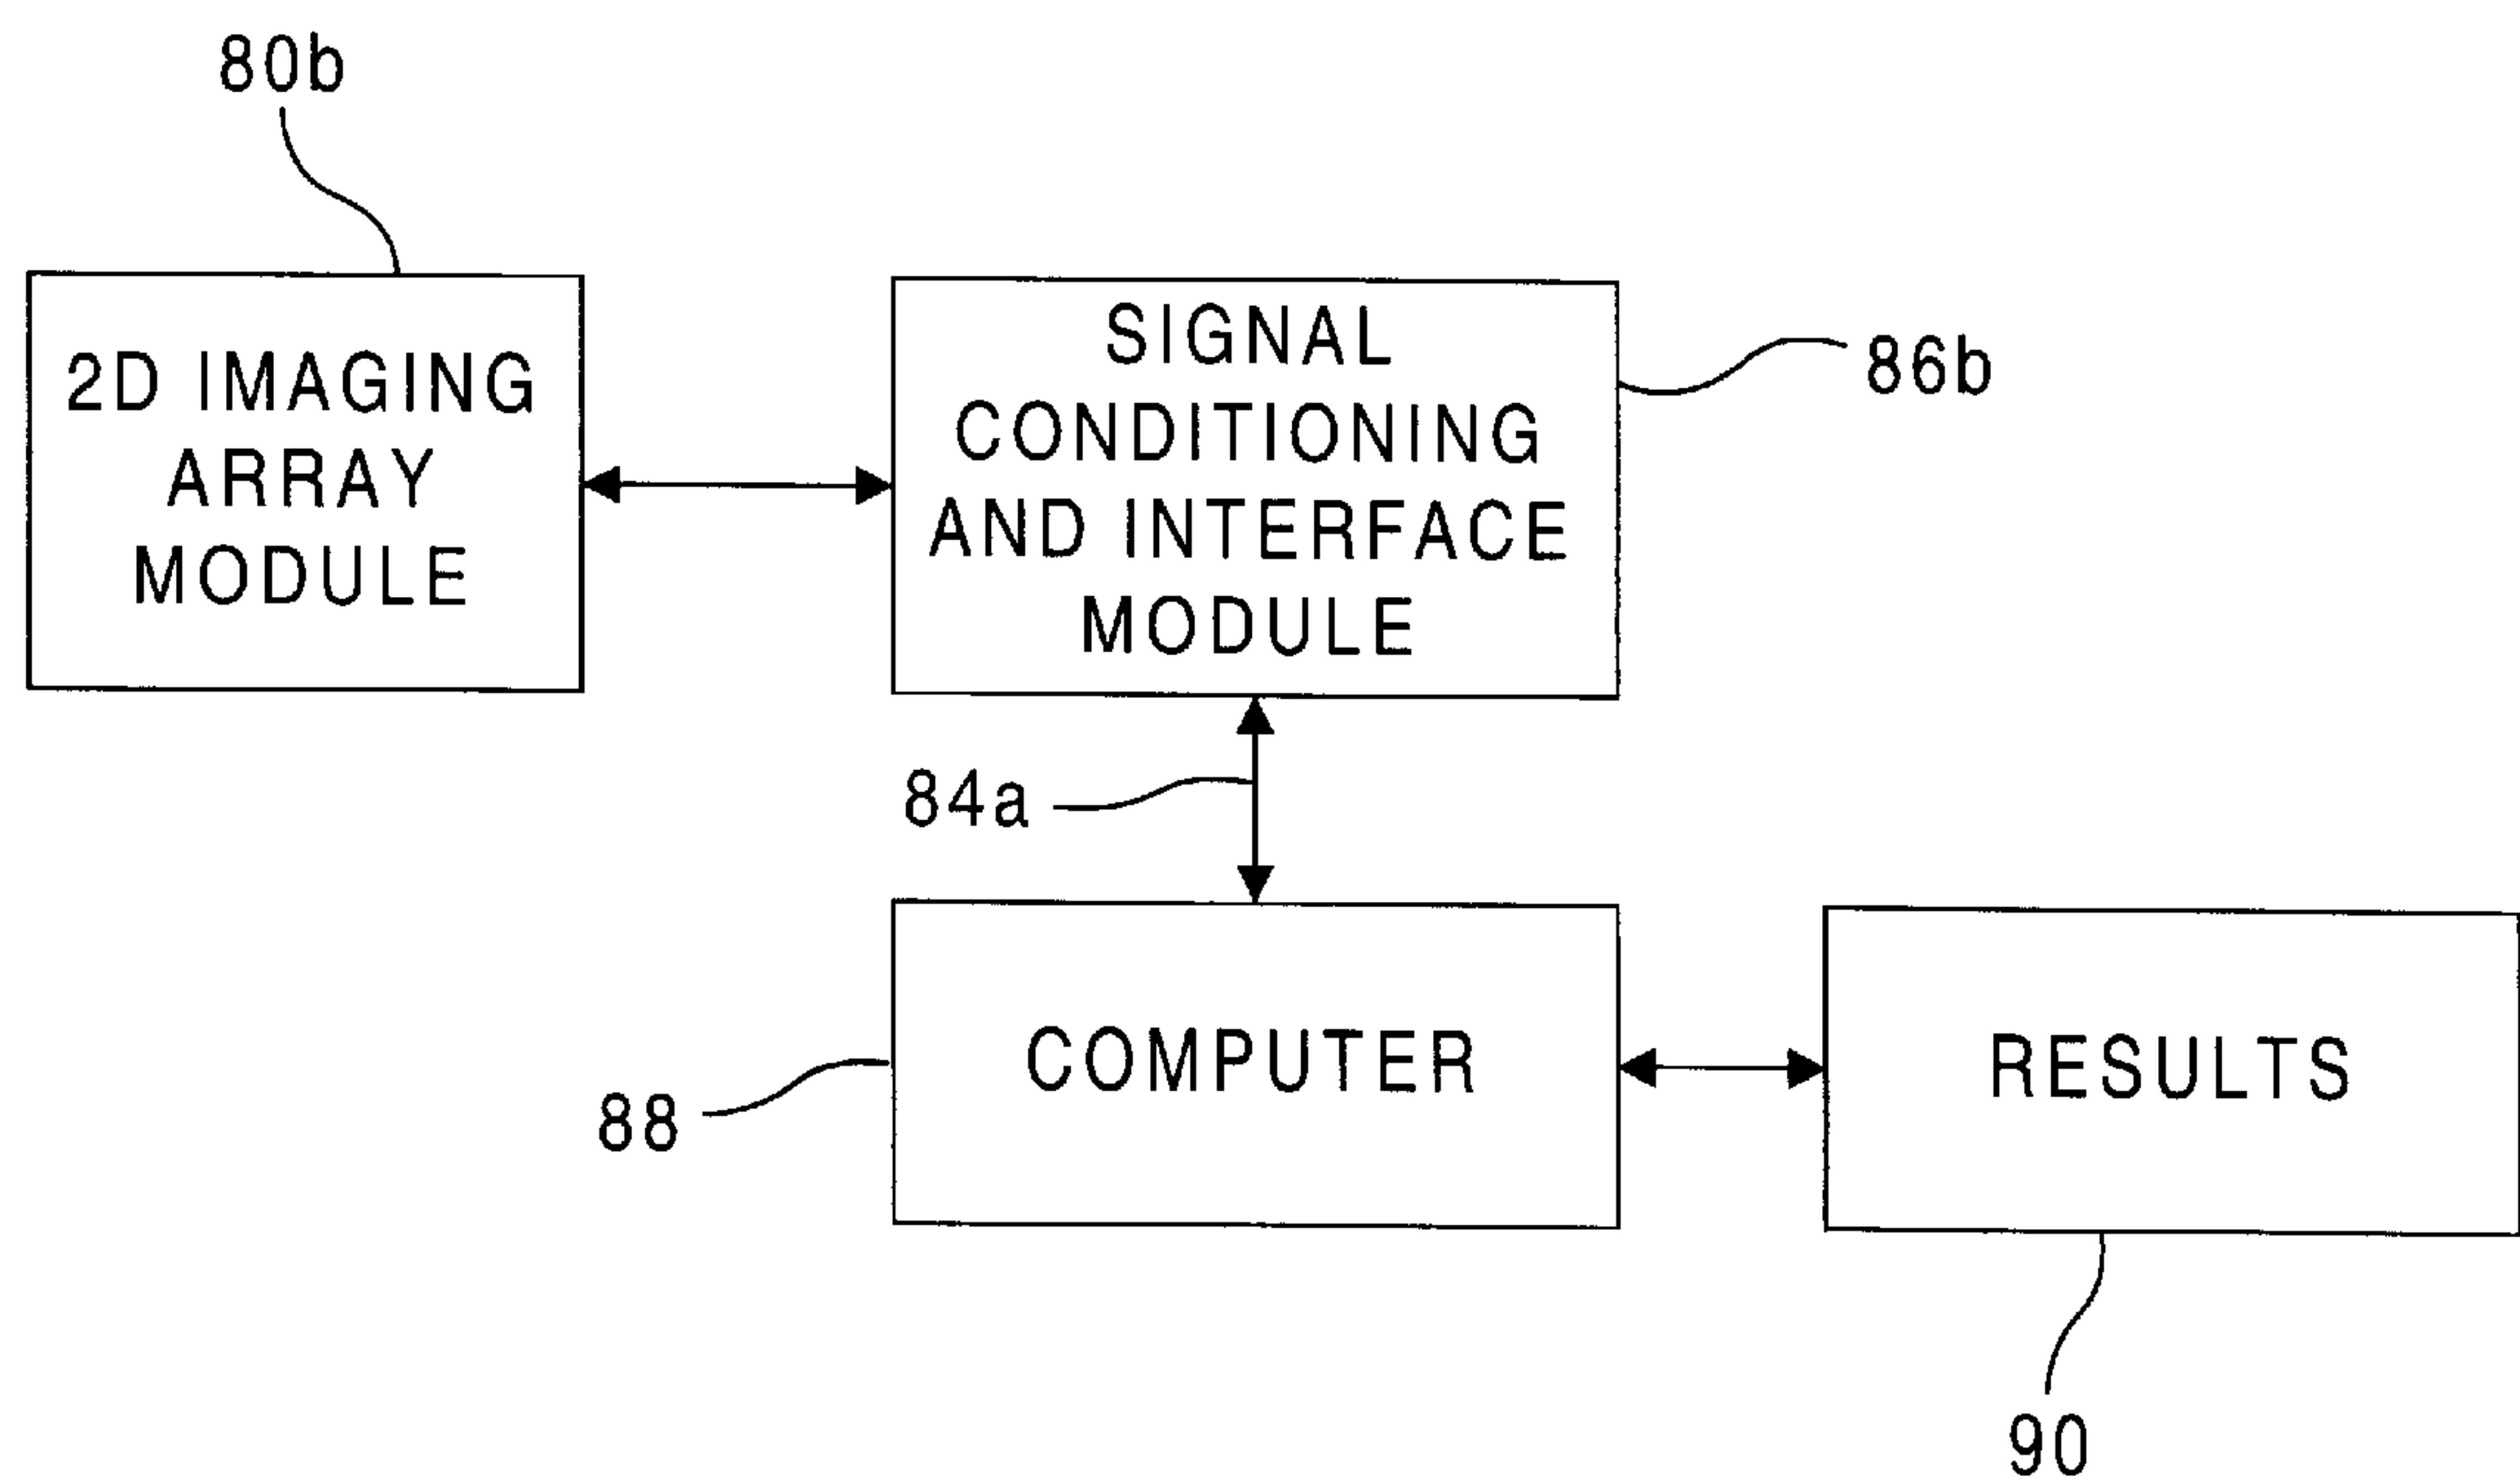 80b
2D IMAGING
ARRAY
MODULE
SIGNAL
CONDITIONING
AND INTERFACE
MODULE
86b
84a
COMPUTER
88
RESULTS
90